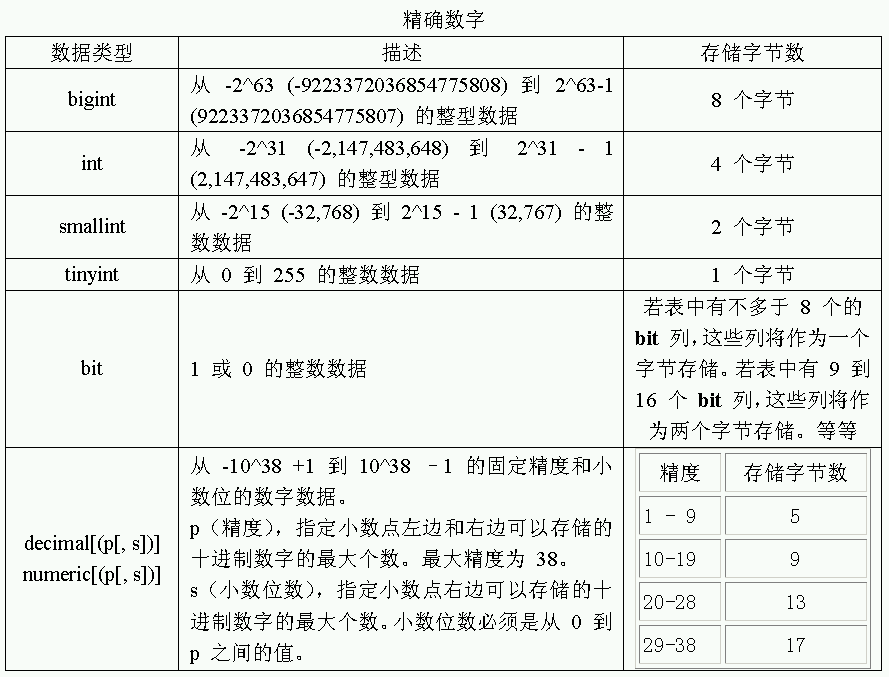 精确数字
数据类型 描述 存储字节数
bigint
从 -2^63 (-9223372036854775808) 到 2^63-1
(9223372036854775807) 的整型数据
8 个字节
int
从 -2^31 (-2,147,483,648) 到 2^31 - 1
(2,147,483,647) 的整型数据
4 个字节
smallint
从 -2^15 (-32,768) 到 2^15 - 1 (32,767) 的整
数数据
2 个字节
tinyint
从 0 到 255 的整数数据
1 个字节
bit
1 或 0 的整数数据
若表中有不多于 8 个的
bit 列,这些列将作为一个
字节存储。若表中有 9 到
16 个 bit 列,这些列将作
为两个字节存储。等等
decimal[(p[, s])]
numeric[(p[, s])]
从 -10^38 +1 到 10^38 –1 的固定精度和小
数位的数字数据。
p（精度），指定小数点左边和右边可以存储的
十进制数字的最大个数。最大精度为 38。
s（小数位数），指定小数点右边可以存储的十
进制数字的最大个数。小数位数必须是从 0 到
p 之间的值。
精度 存储字节数
1 - 9 5
10-19 9
20-28 13
29-38 17